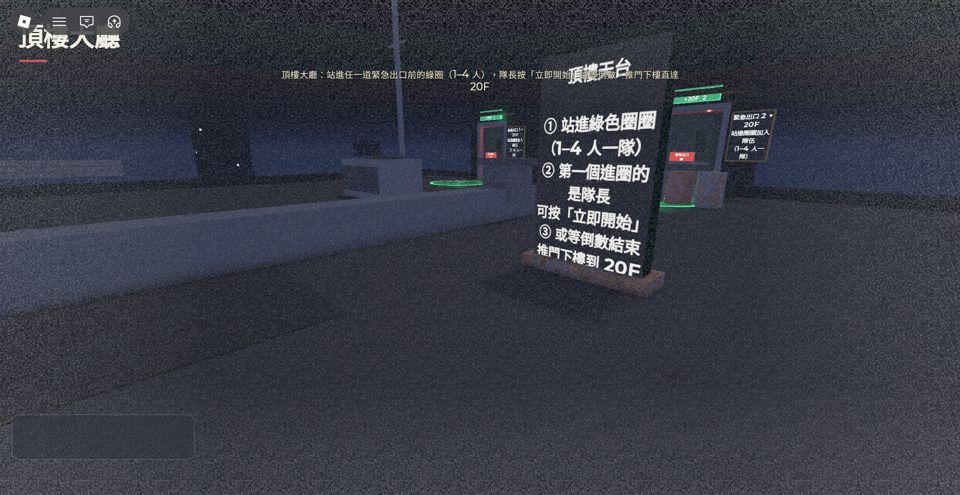 頂樓大廳
頂樓大廳：站進任一道緊急出口前的綠圈（1–4 人），隊長按「立即開始
推門下樓直達
20F
頂樓天台
① 站進綠色圈圈
（1–4 人一隊）
② 第一個進圈的
是隊長
可按「立即開始」
③ 或等倒數結束
推門下樓到 20F
20F 2
緊急出口 2
20F
站進圈圈加入
隊伍
（1–4 人一
隊）